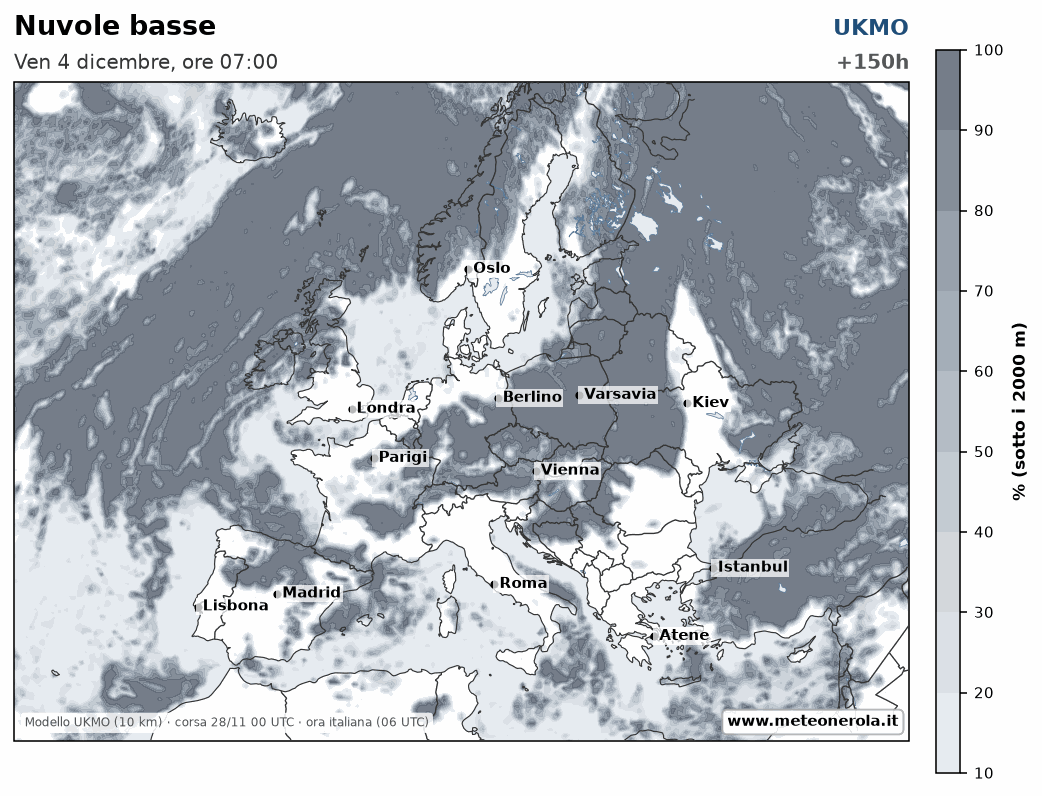 Nuvole basse
UKMO
Ven 4 dicembre, ore 07:00
+150h
100
90
80
70
60
50
40
30
20
10
% (sotto i 2000 m)
Oslo
Londra
Berlino
Varsavia
Kiev
Parigi
Vienna
Istanbul
Roma
Madrid
Lisbona
Atene
Modello UKMO (10 km) · corsa 28/11 00 UTC · ora italiana (06 UTC)
www.meteonerola.it